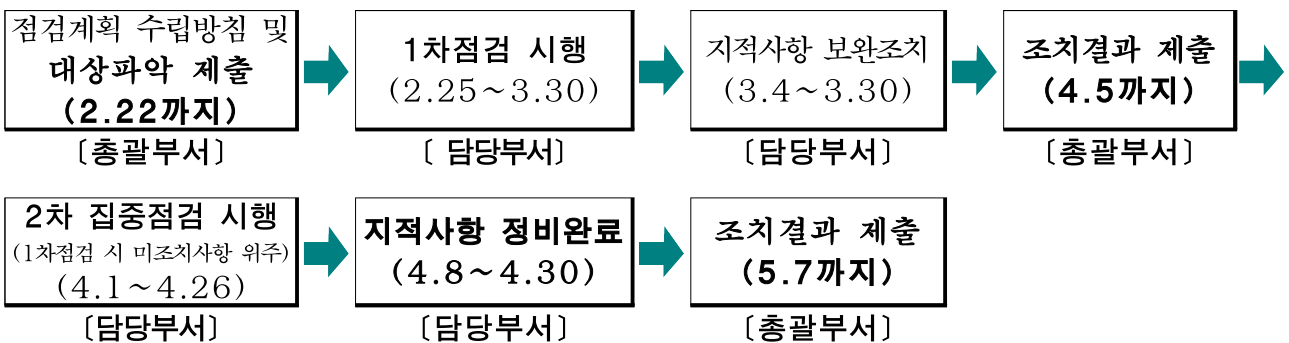 점검계획 수립방침 및
대상파악 제출
(2.22까지)
〔총괄부서〕
1차점검 시행
(2.25～3.30)
〔 담당부서〕
지적사항 보완조치
(3.4～3.30)
〔담당부서〕
조치결과 제출
(4.5까지)
〔총괄부서〕
2차 집중점검 시행
(1차점검 시 미조치사항 위주)
(4.1～4.26)
〔담당부서〕
지적사항 정비완료
(4.8～4.30)
〔담당부서〕
조치결과 제출
(5.7까지)
〔총괄부서〕